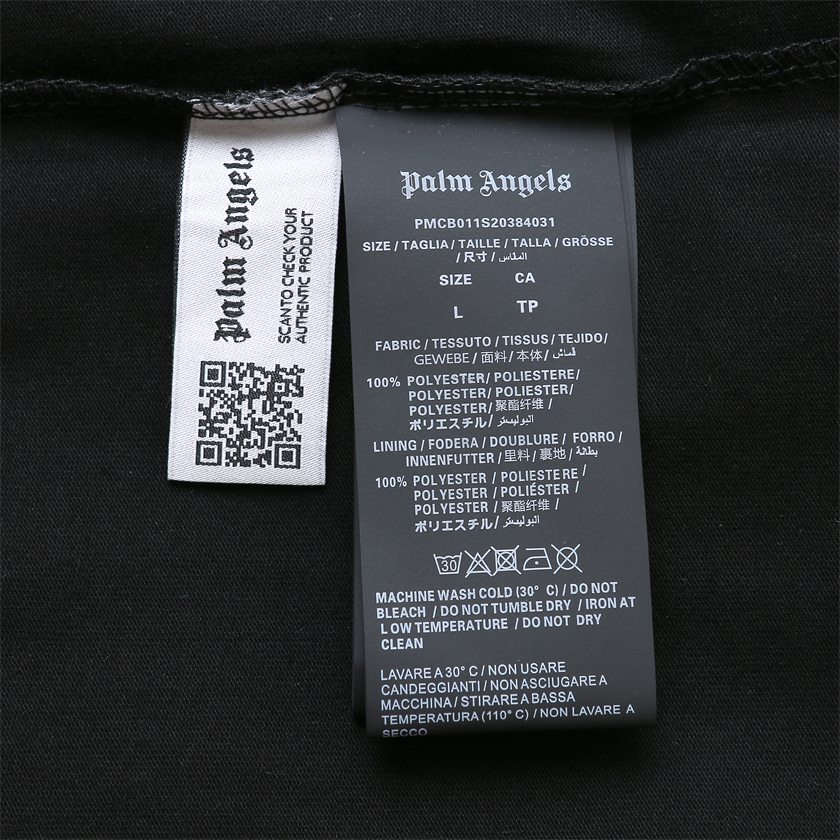 Palm Angels
SCAN TO CHECK YOUR
AUTHENTIC PRODUCT
Palm Angels
PMCB011S20384031
SIZE / TAGLIA / TAILLE / TALLA / GRÖSSE
/ 尺寸 / المقاس
SIZE CA
L TP
FABRIC / TESSUTO / TISSUS / TEJIDO/
GEWEBE / 面料 / 本体 / قماش
100% POLYESTER/ POLIESTERE/
POLYESTER/ POLIESTER/
POLYESTER/ 聚酯纤维 /
ポリエステル/ البوليستر
LINING / FODERA / DOUBLURE / FORRO /
INNENFUTTER / 里料 / 裏地 / بطانة
100% POLYESTER / POLIESTERE /
POLYESTER / POLIÉSTER /
POLYESTER / 聚酯纤维 /
ポリエステル/ البوليستر
30
MACHINE WASH COLD (30° C) / DO NOT
BLEACH / DO NOT TUMBLE DRY / IRON AT
LOW TEMPERATURE / DO NOT DRY
CLEAN
LAVARE A 30° C / NON USARE
CANDEGGIANTI / NON ASCIUGARE A
MACCHINA / STIRARE A BASSA
TEMPERATURA (110° C) / NON LAVARE A
SECCO